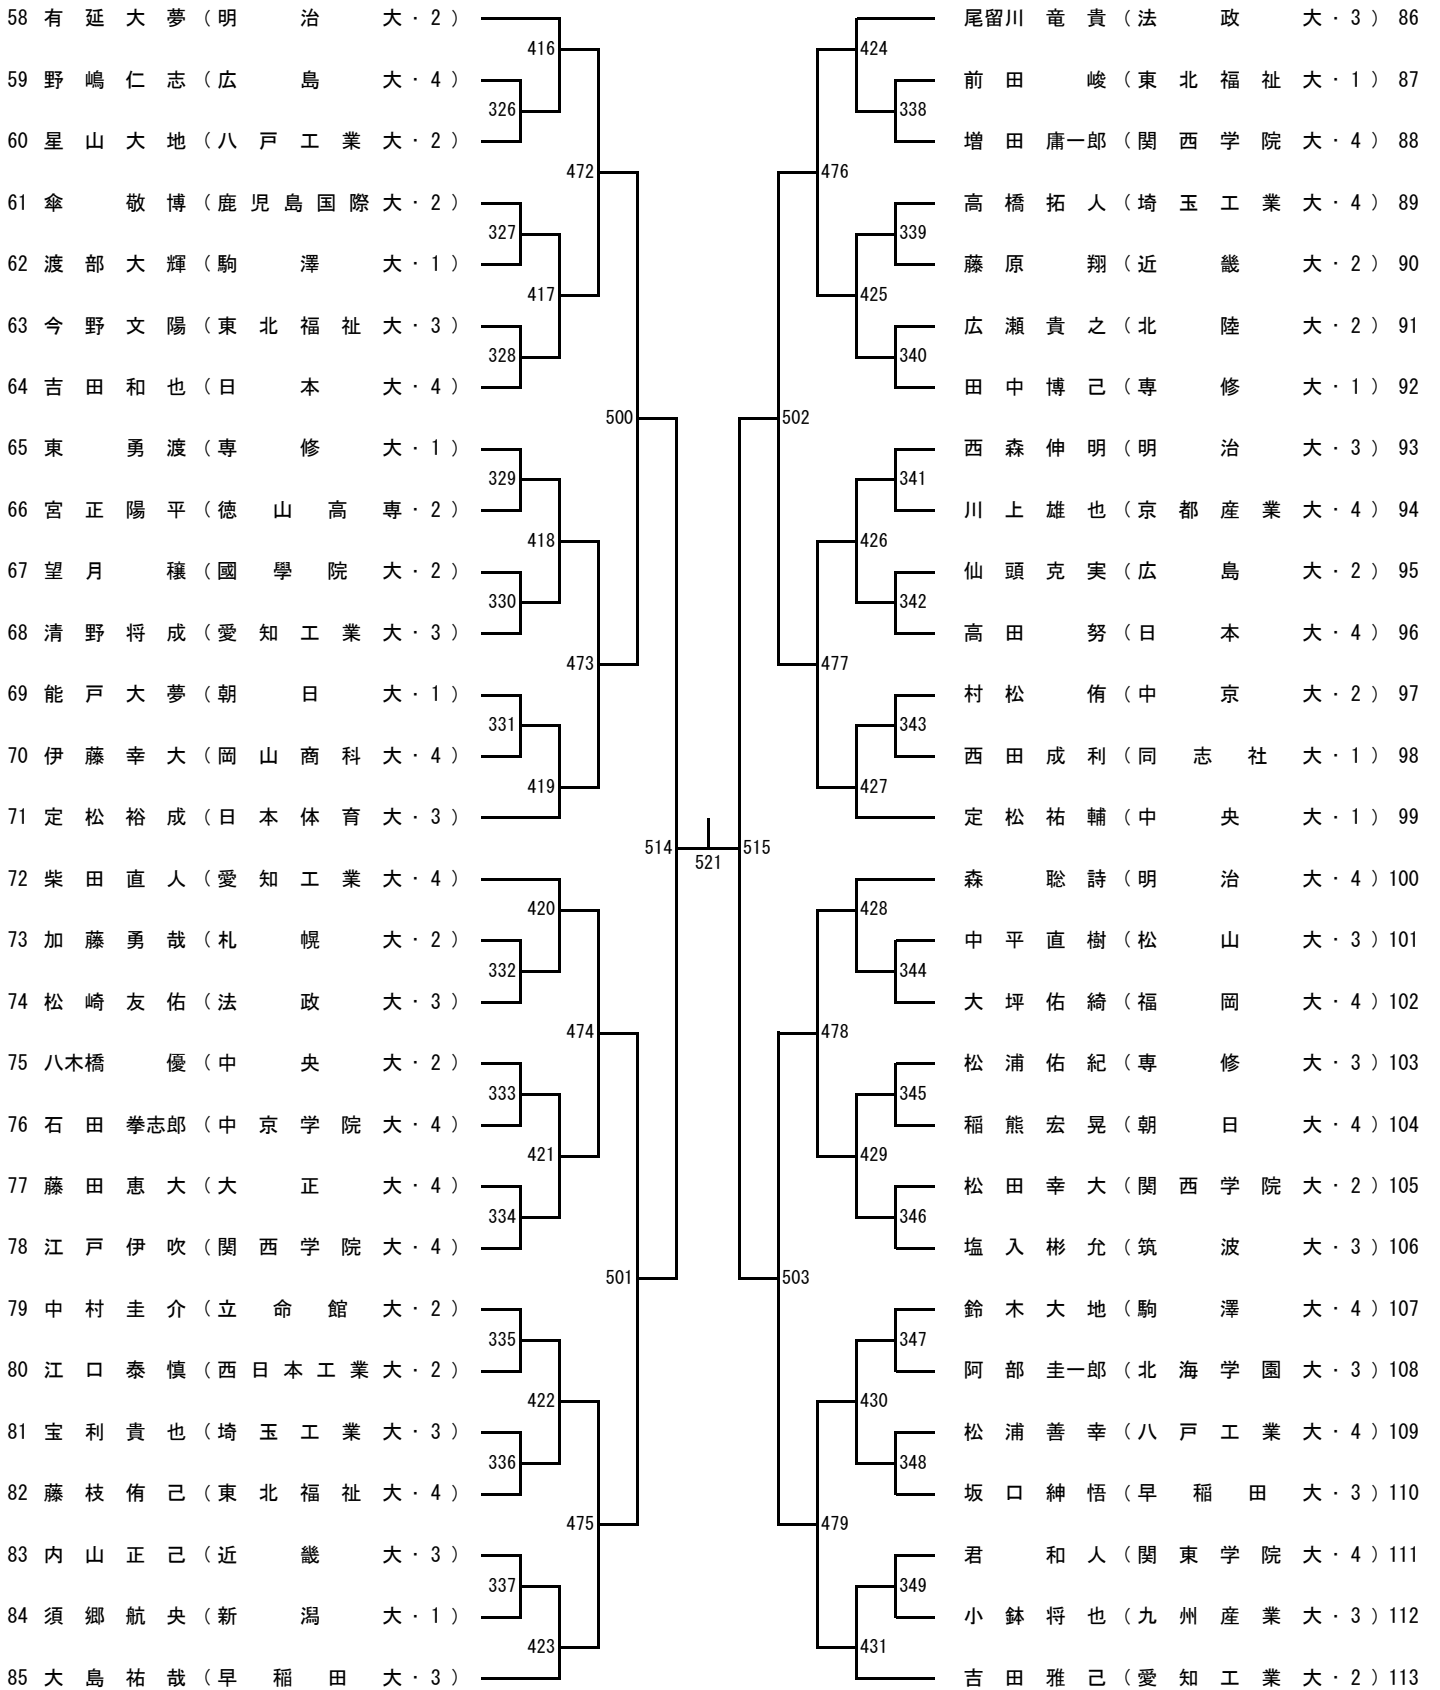 58 有延大夢（明治大・2）
416
59 野嶋仁志（広島大・4）
326
60 星山大地（八戸工業大・2）
472
61 傘敬博（鹿児島国際大・2）
327
62 渡部大輝（駒澤大・1）
417
63 今野文陽（東北福祉大・3）
328
64 吉田和也（日本大・4）
500
65 東勇渡（専修大・1）
329
66 宮正陽平（徳山高専・2）
418
67 望月穣（國學院大・2）
330
68 清野将成（愛知工業大・3）
473
69 能戸大夢（朝日大・1）
331
70 伊藤幸大（岡山商科大・4）
419
71 定松裕成（日本体育大・3）
514
521
515
72 柴田直人（愛知工業大・4）
420
73 加藤勇哉（札幌大・2）
332
74 松崎友佑（法政大・3）
474
75 八木橋優（中央大・2）
333
76 石田拳志郎（中京学院大・4）
421
77 藤田恵大（大正大・4）
334
78 江戸伊吹（関西学院大・4）
501
79 中村圭介（立命館大・2）
335
80 江口泰慎（西日本工業大・2）
422
81 宝利貴也（埼玉工業大・3）
336
82 藤枝侑己（東北福祉大・4）
475
83 内山正己（近畿大・3）
337
84 須郷航央（新潟大・1）
423
85 大島祐哉（早稲田大・3）
尾留川竜貴（法政大・3）86
424
前田峻（東北福祉大・1）87
338
増田庸一郎（関西学院大・4）88
476
高橋拓人（埼玉工業大・4）89
339
藤原翔（近畿大・2）90
425
広瀬貴之（北陸大・2）91
340
田中博己（専修大・1）92
502
西森伸明（明治大・3）93
341
川上雄也（京都産業大・4）94
426
仙頭克実（広島大・2）95
342
高田努（日本大・4）96
477
村松侑（中京大・2）97
343
西田成利（同志社大・1）98
427
定松祐輔（中央大・1）99
森聡詩（明治大・4）100
428
中平直樹（松山大・3）101
344
大坪佑綺（福岡大・4）102
478
松浦佑紀（専修大・3）103
345
稲熊宏晃（朝日大・4）104
429
松田幸大（関西学院大・2）105
346
塩入彬允（筑波大・3）106
503
鈴木大地（駒澤大・4）107
347
阿部圭一郎（北海学園大・3）108
430
松浦善幸（八戸工業大・4）109
348
坂口紳悟（早稲田大・3）110
479
君和人（関東学院大・4）111
349
小鉢将也（九州産業大・3）112
431
吉田雅己（愛知工業大・2）113